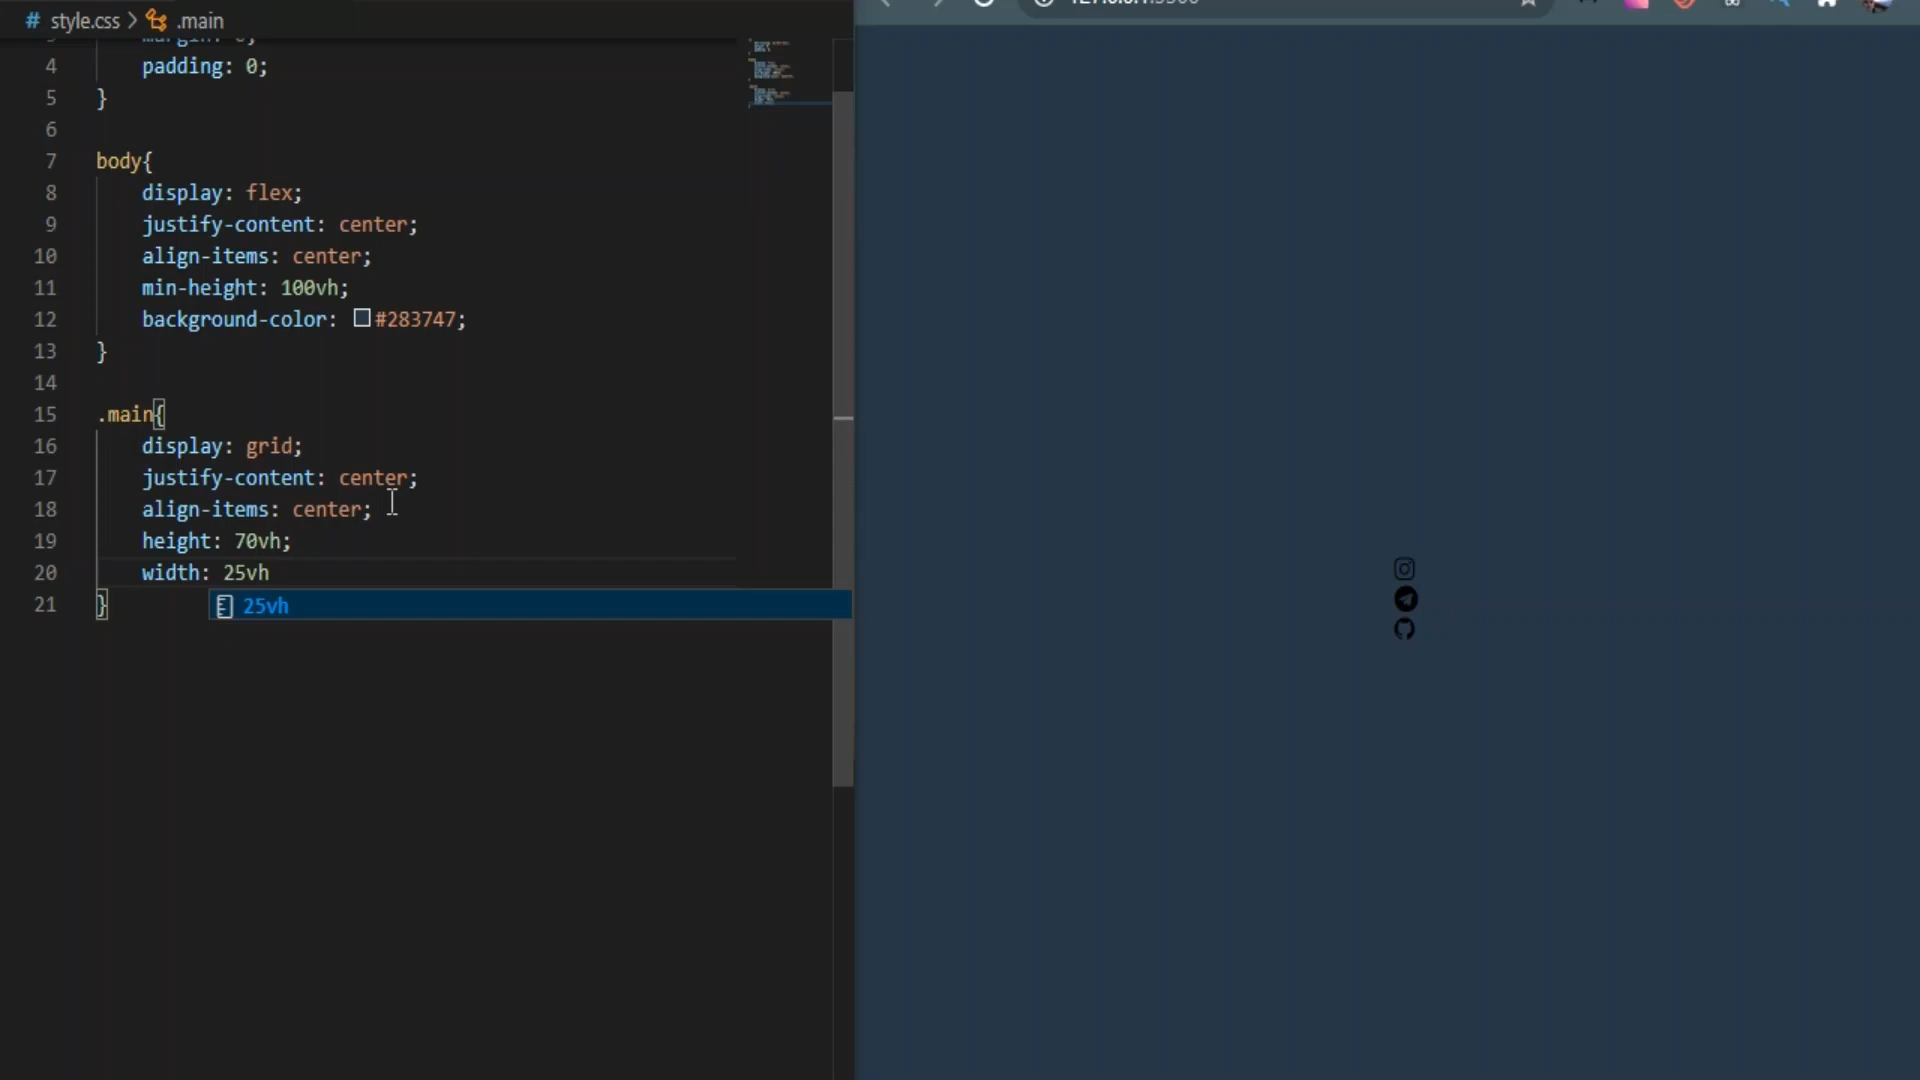 # style.css > .main
4 padding: 0;
5 }
6
7 body{
8 display: flex;
9 justify-content: center;
10 align-items: center;
11 min-height: 100vh;
12 background-color: #283747;
13 }
14
15 .main{
16 display: grid;
17 justify-content: center;
18 align-items: center;
19 height: 70vh;
20 width: 25vh
21 }
25vh